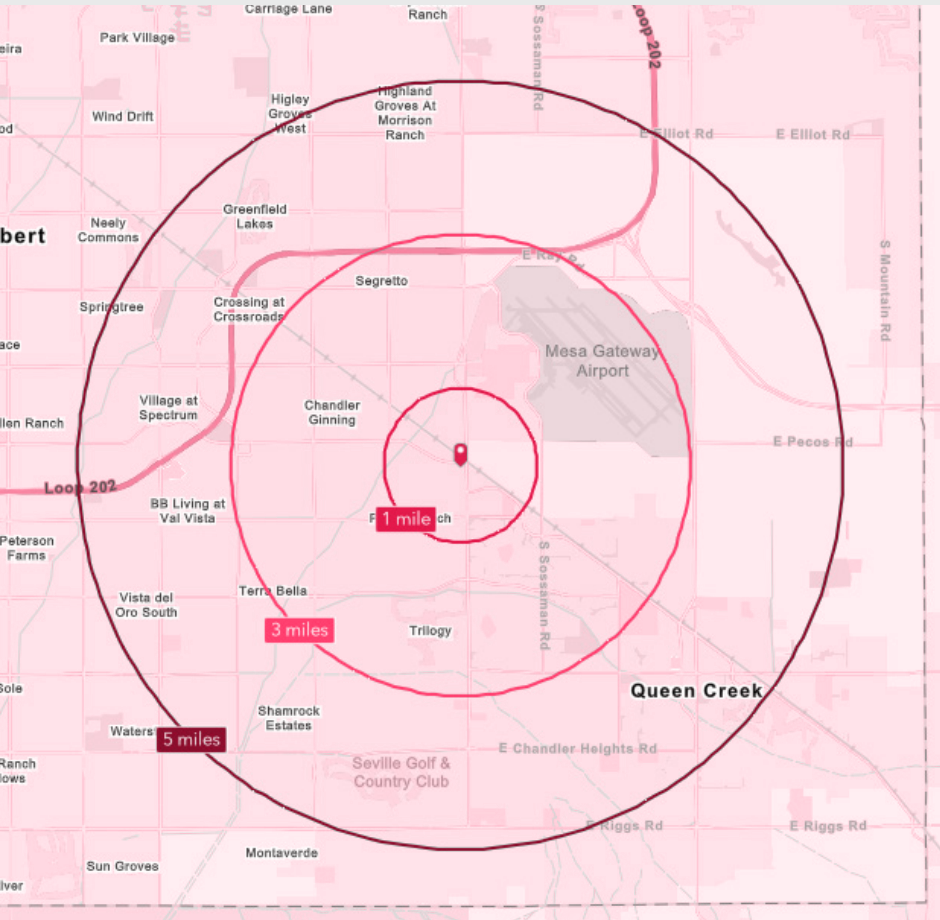 Carriage Lane
Ranch
Loop 202
S Sossaman Rd
Park Village
eira
Wind Drift
Higley
Groves
West
Highland
Groves At
Morrison
Ranch
od
E Elliot Rd
E Elliot Rd
Greenfield
Lakes
Neely
Commons
bert
E Ray Rd
S Mountain Rd
Segretto
Springtree
Crossing at
Crossroads
ace
Mesa Gateway
Airport
Village at
Spectrum
Chandler
Ginning
llen Ranch
E Pecos Rd
Loop 202
BB Living at
Val Vista
1 mile
ch
Peterson
Farms
S Sossaman Rd
Terra Bella
Vista del
Oro South
3 miles
Trilogy
Sole
Queen Creek
Shamrock
Estates
Waters
5 miles
E Chandler Heights Rd
Ranch
lows
Seville Golf &
Country Club
E Riggs Rd
E Riggs Rd
Montaverde
Sun Groves
lver